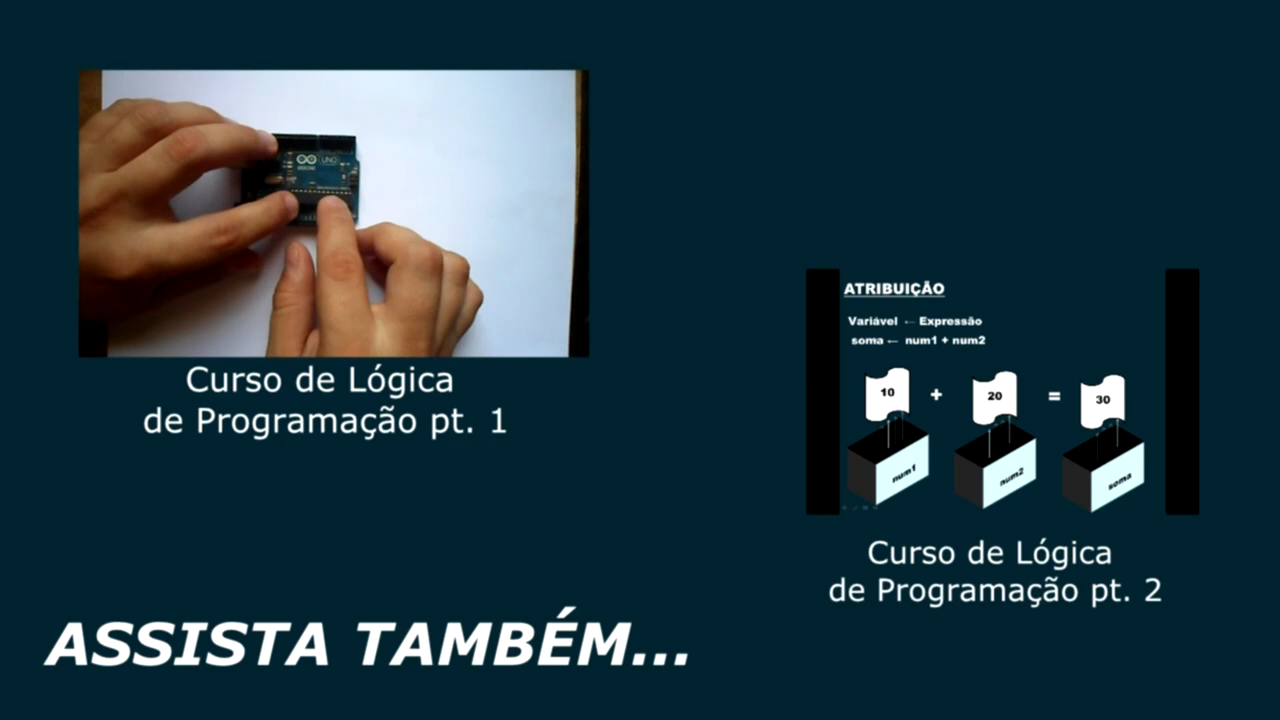 UNO
Curso de Lógica
de Programação pt. 1
ATRIBUIÇÃO
Variável ← Expressão
soma ← num1 + num2
10 + 20 = 30
num1 num2 soma
Curso de Lógica
de Programação pt. 2
ASSISTA TAMBÉM...